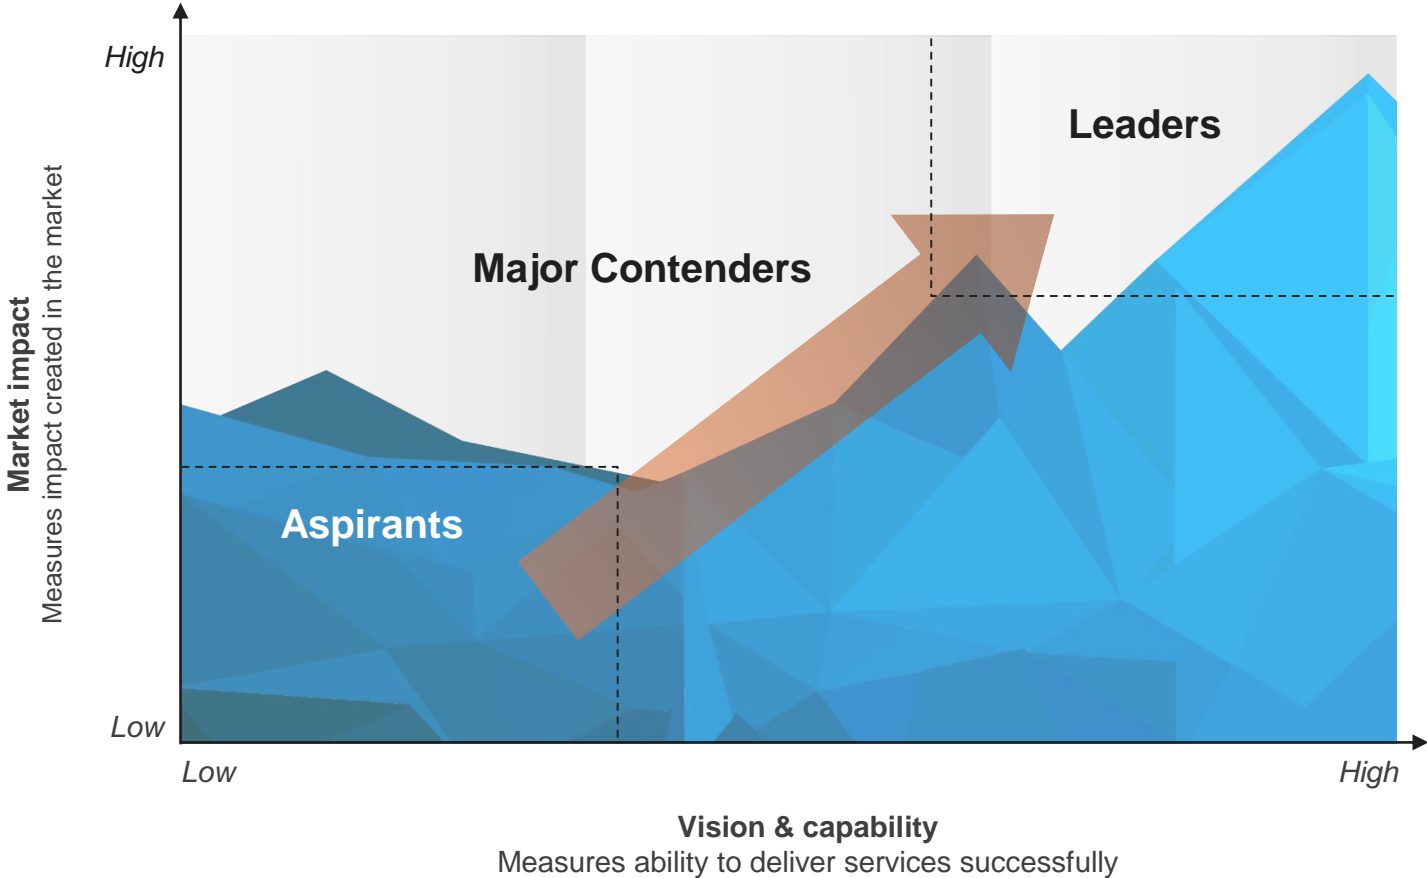 High
Leaders
Major Contenders
Market impact
Measures impact created in the market
Aspirants
Low
Low
High
Vision & capability
Measures ability to deliver services successfully